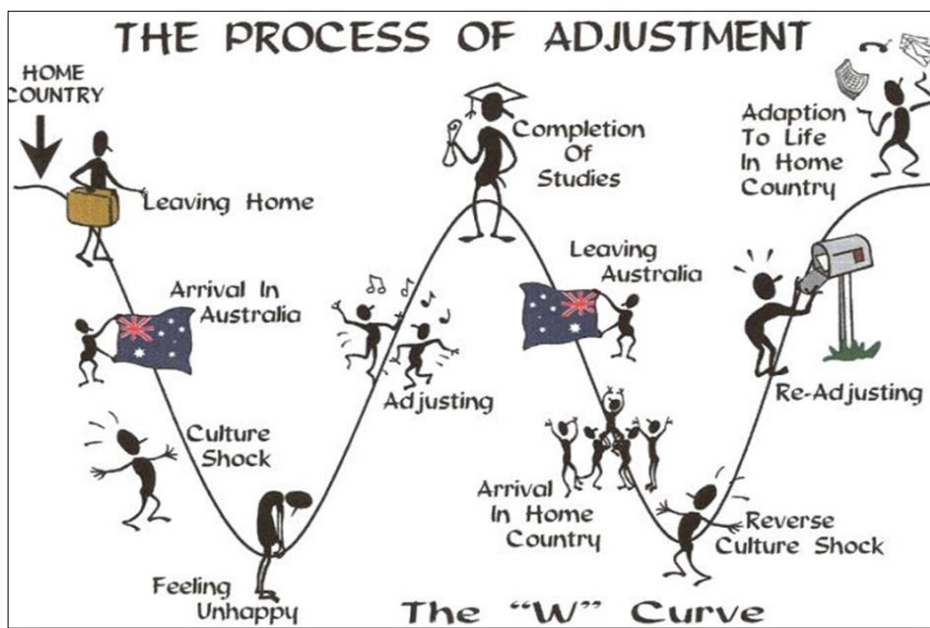 THE PROCESS OF ADJUSTMENT
HOME
COUNTRY
Leaving Home
Arrival In
Australia
Culture
Shock
Feeling
Unhappy
Adjusting
Completion
Of
Studies
Leaving
Australia
Arrival
In Home
Country
Reverse
Culture Shock
Re-Adjusting
Adaption
To Life
In Home
Country
The "W" Curve